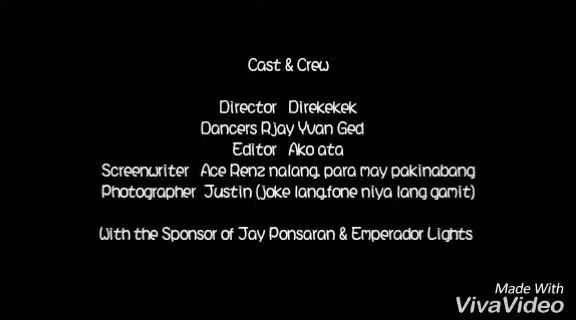 Cast & Crew
Director Direkekek
Dancers Rjay Yvan Ged
Editor Ako ata
Screenwriter Ace Renz nalang, para may pakinabang
Photographer Justin (joke lang,fone niya lang gamit)
With the Sponsor of Jay Ponsaran & Emperador Lights
Made With
VivaVideo